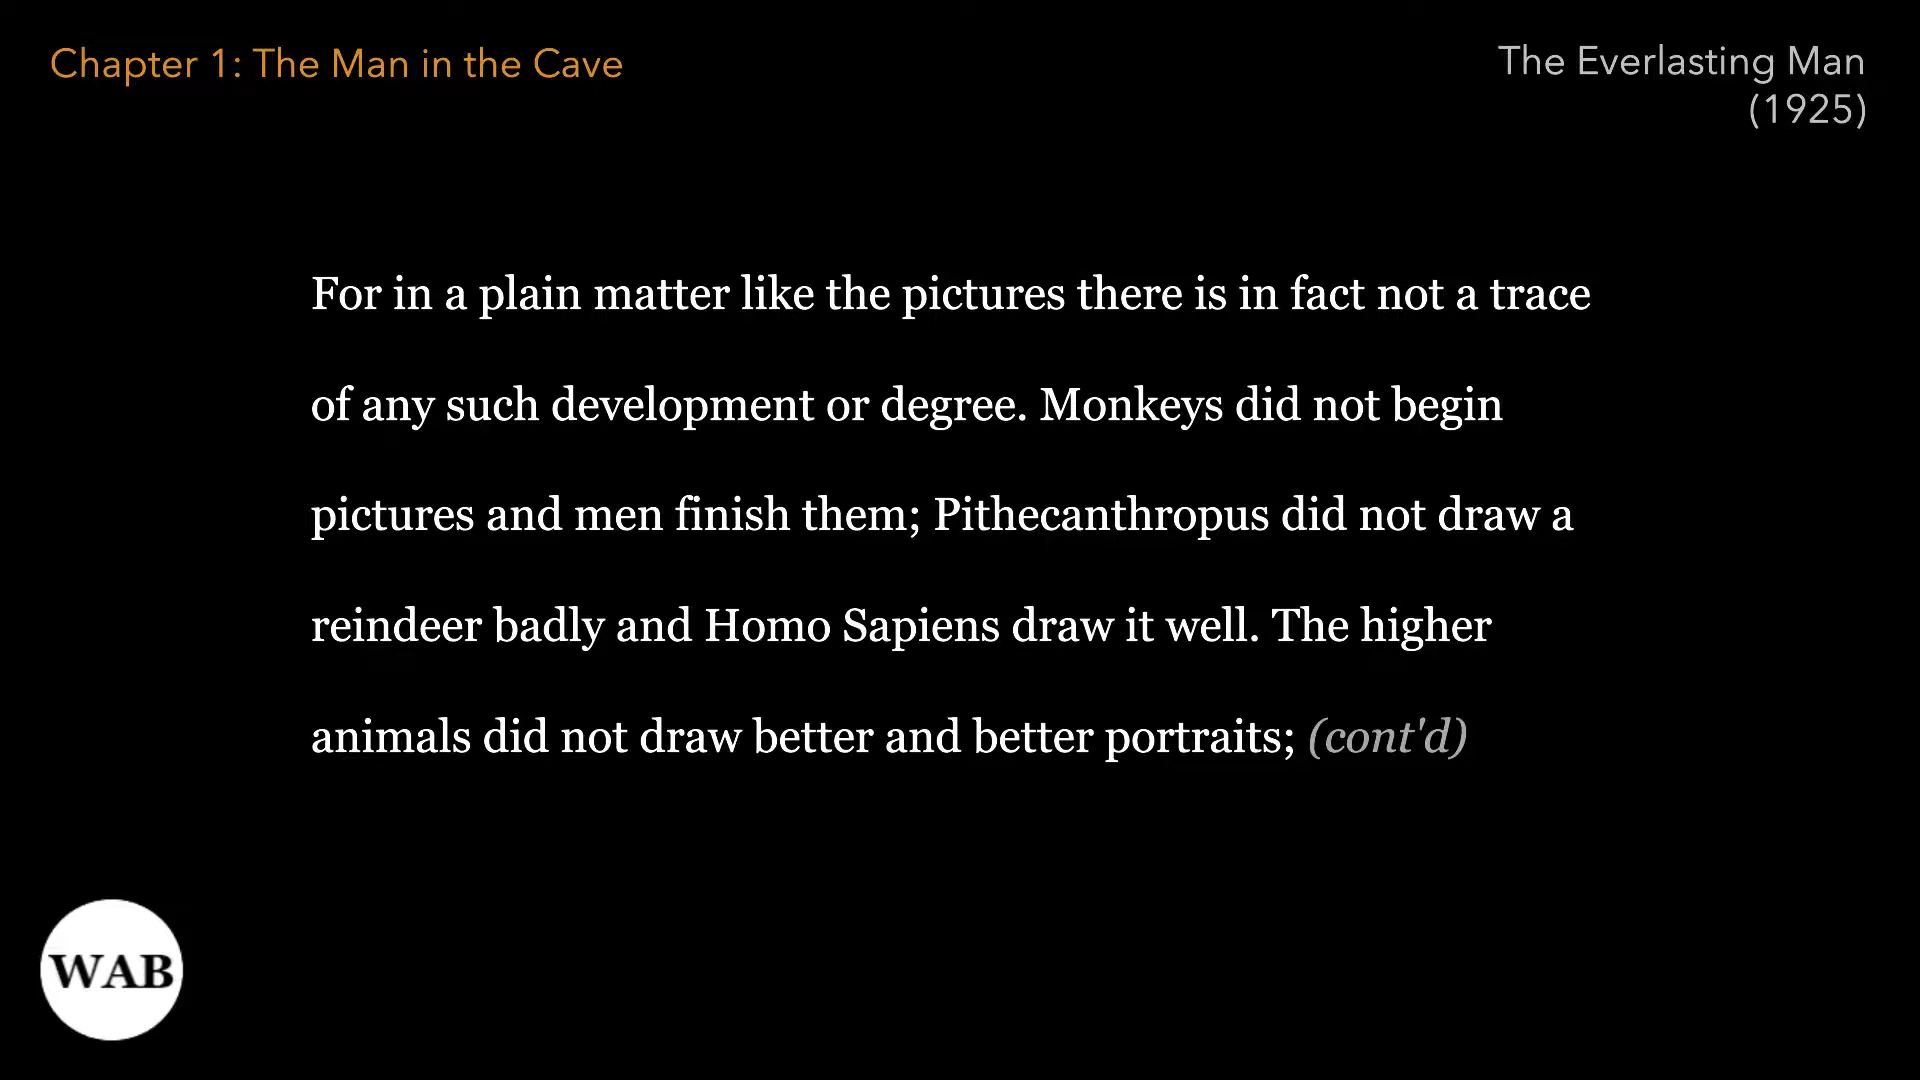 Chapter 1: The Man in the Cave
The Everlasting Man
(1925)
For in a plain matter like the pictures there is in fact not a trace
of any such development or degree. Monkeys did not begin
pictures and men finish them; Pithecanthropus did not draw a
reindeer badly and Homo Sapiens draw it well. The higher
animals did not draw better and better portraits; (cont'd)
WAB